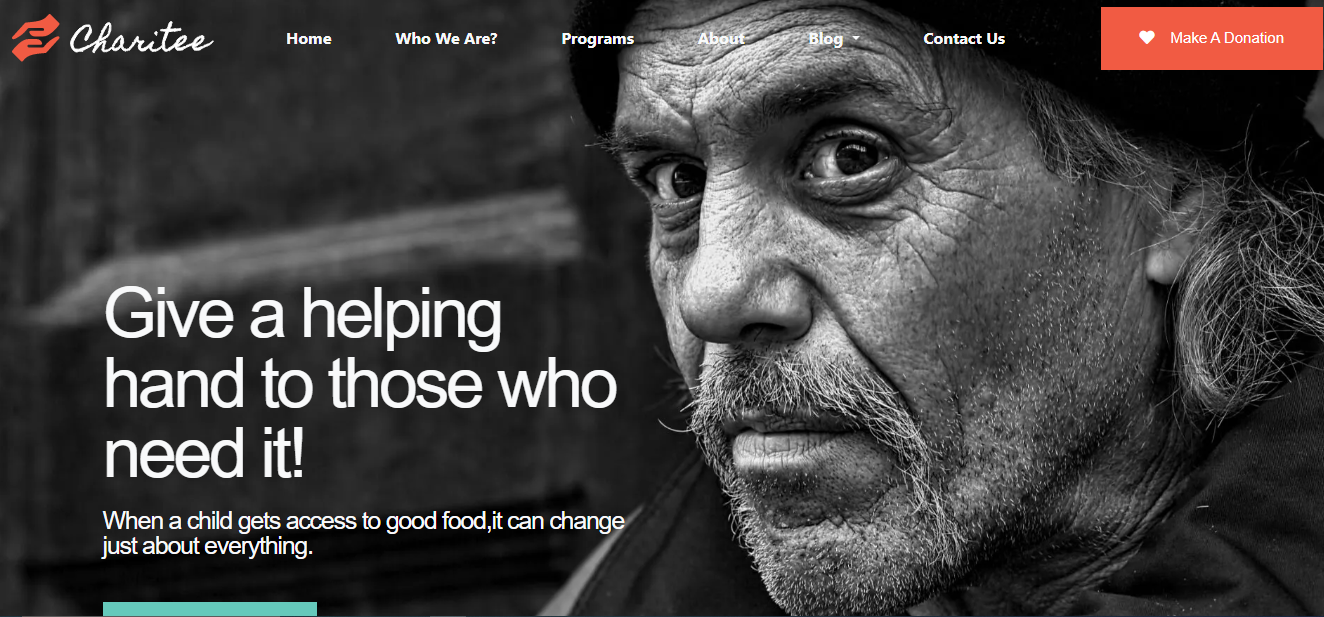 Charitee
Home
Who We Are?
Programs
About
Blog
Contact Us
Make A Donation
Give a helping
hand to those who
need it!
When a child gets access to good food,it can change
just about everything.